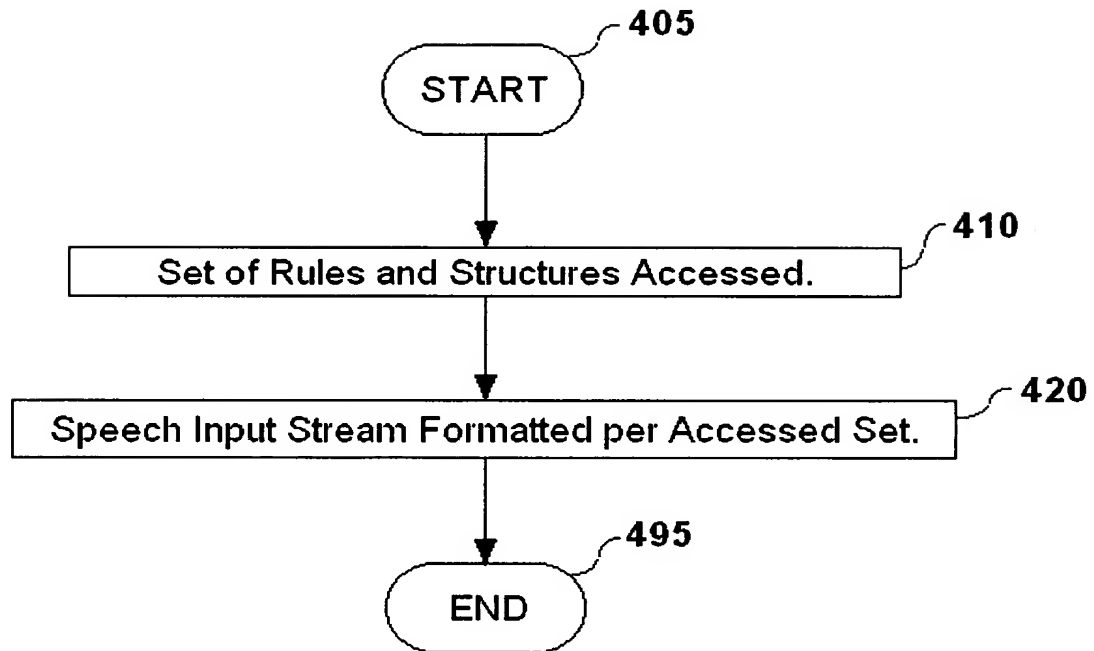 405
START
410
Set of Rules and Structures Accessed.
420
Speech Input Stream Formatted per Accessed Set.
495
END